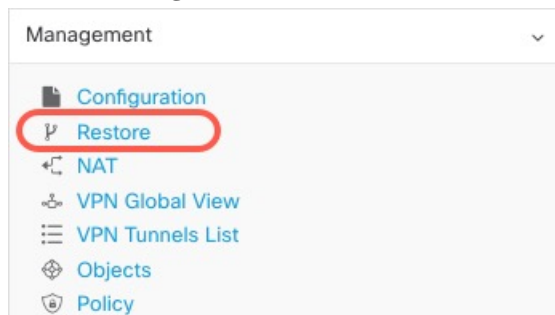 Management
Configuration
Restore
NAT
VPN Global View
VPN Tunnels List
Objects
Policy